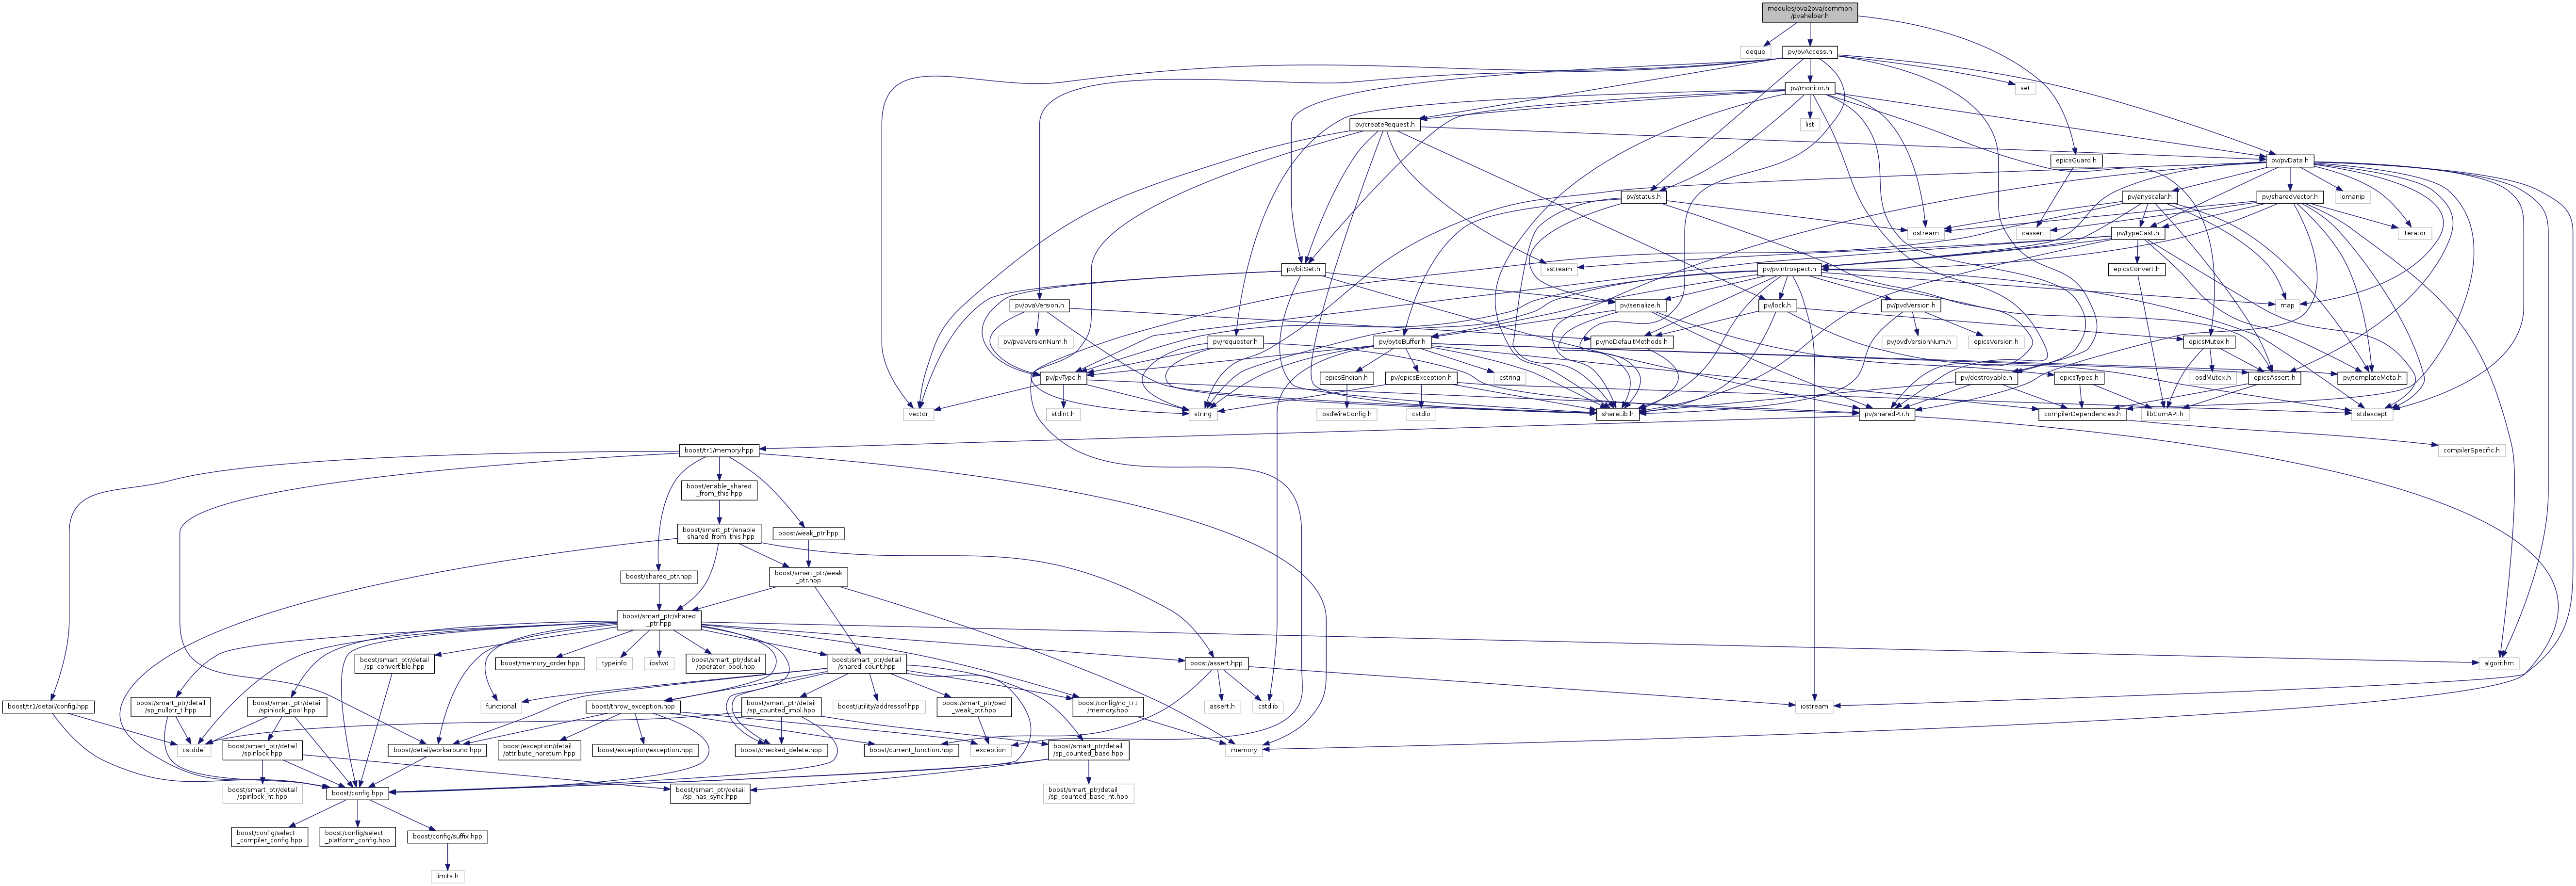 modules/pva2pva/common
/pvahelper.h
deque
pv/pvAccess.h
pv/monitor.h
set
pv/createRequest.h
list
epicsGuard.h
pv/pvData.h
pv/status.h
pv/anyscalar.h
pv/sharedVector.h
iomanip
ostream
cassert
pv/typeCast.h
iterator
pv/bitSet.h
sstream
pv/pvIntrospect.h
epicsConvert.h
pv/pvaVersion.h
pv/serialize.h
pv/lock.h
pv/pvdVersion.h
map
pv/pvaVersionNum.h
pv/requester.h
pv/byteBuffer.h
pv/noDefaultMethods.h
pv/pvdVersionNum.h
epicsVersion.h
epicsMutex.h
pv/pvType.h
epicsEndian.h
pv/epicsException.h
cstring
pv/destroyable.h
epicsTypes.h
osdMutex.h
epicsAssert.h
pv/templateMeta.h
vector
stdint.h
string
osdWireConfig.h
cstdio
shareLib.h
pv/sharedPtr.h
compilerDependencies.h
libComAPI.h
stdexcept
boost/tr1/memory.hpp
compilerSpecific.h
boost/enable_shared
_from_this.hpp
boost/smart_ptr/enable
_shared_from_this.hpp
boost/weak_ptr.hpp
boost/shared_ptr.hpp
boost/smart_ptr/weak
_ptr.hpp
boost/smart_ptr/shared
_ptr.hpp
boost/smart_ptr/detail
/sp_convertible.hpp
boost/memory_order.hpp
typeinfo
iosfwd
boost/smart_ptr/detail
/operator_bool.hpp
boost/smart_ptr/detail
/shared_count.hpp
boost/assert.hpp
algorithm
boost/tr1/detail/config.hpp
boost/smart_ptr/detail
/sp_nullptr_t.hpp
boost/smart_ptr/detail
/spinlock_pool.hpp
functional
boost/throw_exception.hpp
boost/smart_ptr/detail
/sp_counted_impl.hpp
boost/utility/addressof.hpp
boost/smart_ptr/bad
_weak_ptr.hpp
boost/config/no_tr1
/memory.hpp
assert.h
cstdlib
iostream
cstddef
boost/smart_ptr/detail
/spinlock.hpp
boost/detail/workaround.hpp
boost/exception/detail
/attribute_noreturn.hpp
boost/exception/exception.hpp
boost/checked_delete.hpp
boost/current_function.hpp
exception
boost/smart_ptr/detail
/sp_counted_base.hpp
memory
boost/smart_ptr/detail
/spinlock_nt.hpp
boost/config.hpp
boost/smart_ptr/detail
/sp_has_sync.hpp
boost/smart_ptr/detail
/sp_counted_base_nt.hpp
boost/config/select
_compiler_config.hpp
boost/config/select
_platform_config.hpp
boost/config/suffix.hpp
limits.h